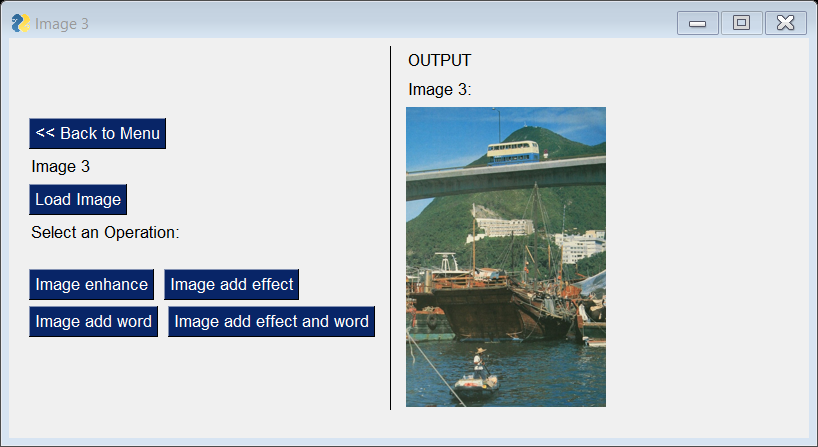 Image 3
<< Back to Menu
Image 3
Load Image
Select an Operation:
Image enhance Image add effect
Image add word Image add effect and word
OUTPUT
Image 3: